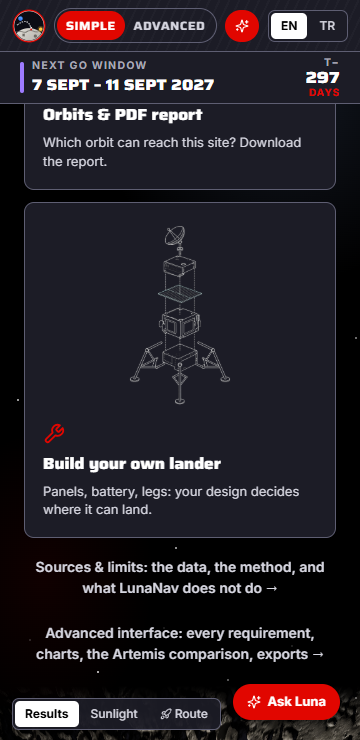 SIMPLE ADVANCED EN TR
NEXT GO WINDOW
7 SEPT – 11 SEPT 2027
T−
297
DAYS
Orbits & PDF report
Which orbit can reach this site? Download
the report.
Build your own lander
Panels, battery, legs: your design decides
where it can land.
Sources & limits: the data, the method, and
what LunaNav does not do →
Advanced interface: every requirement,
charts, the Artemis comparison, exports →
Ask Luna
Results Sunlight Route